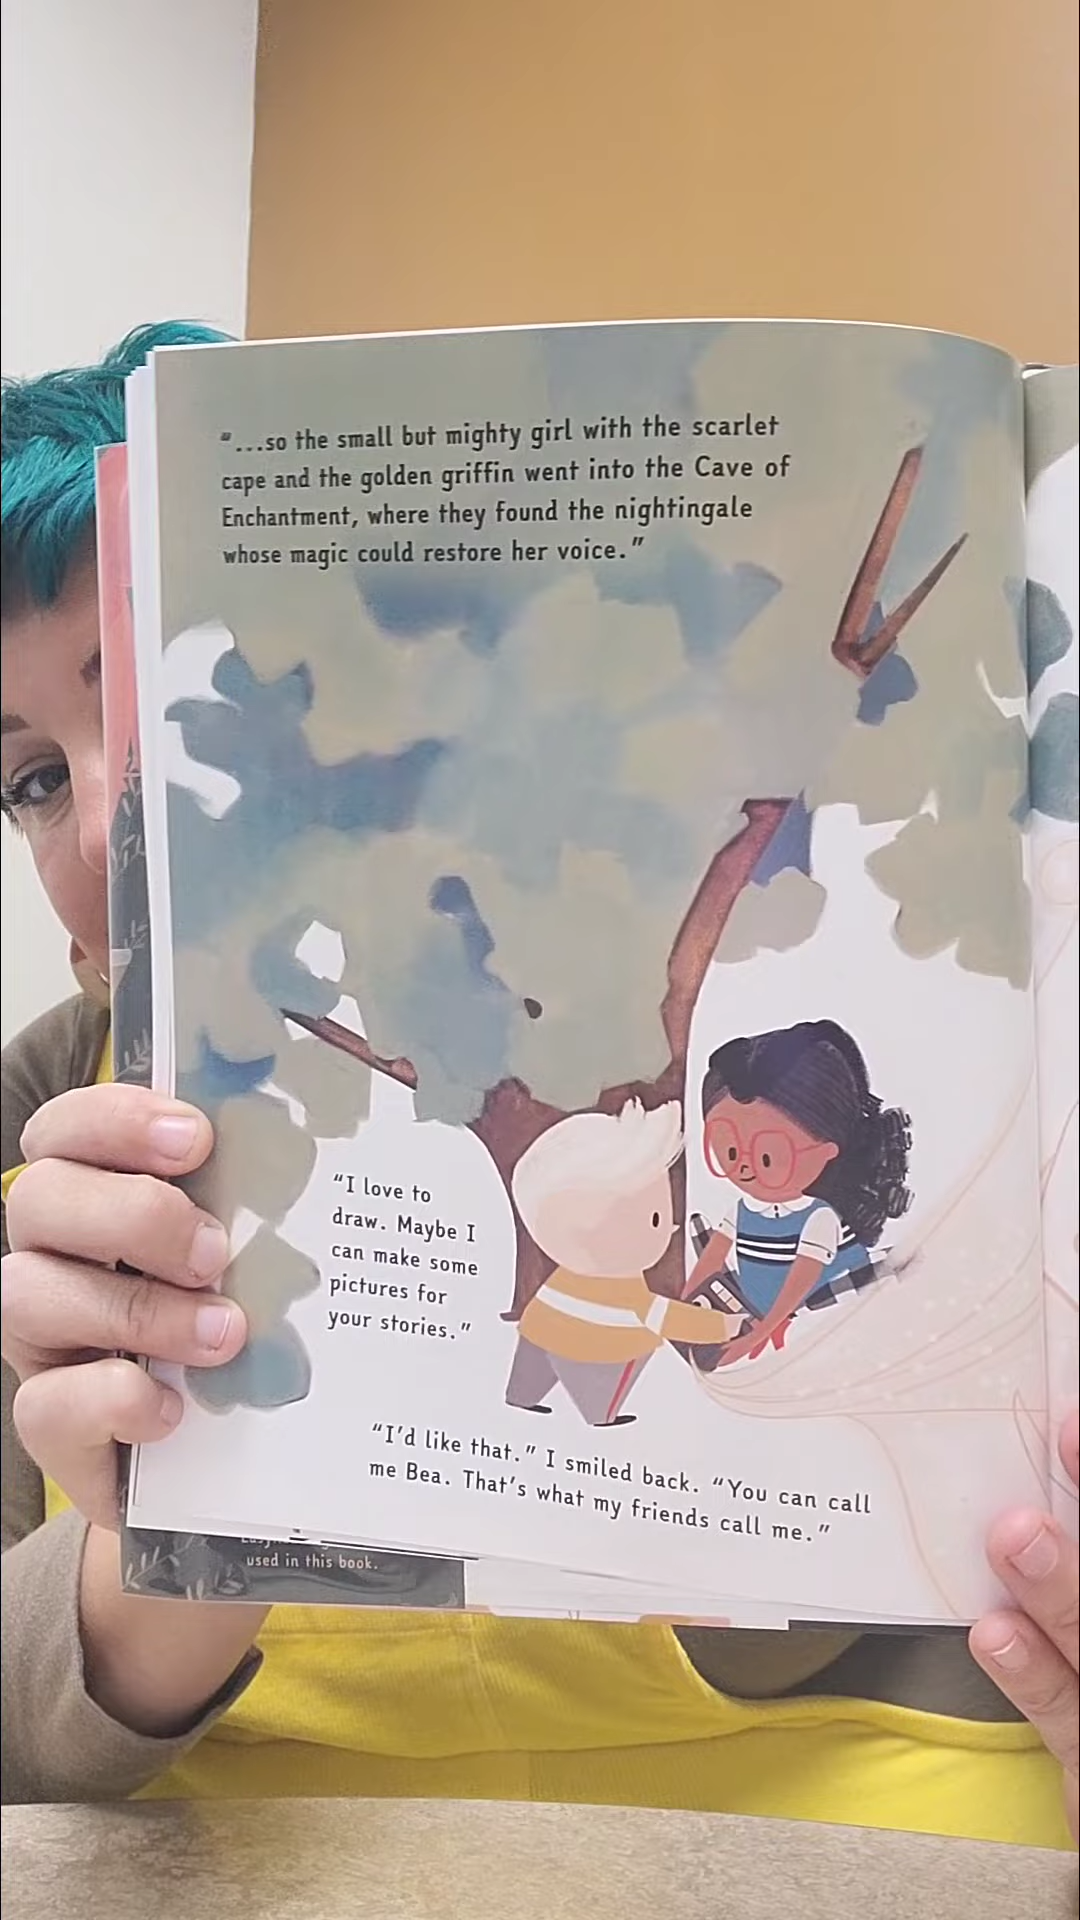 “...so the small but mighty girl with the scarlet
cape and the golden griffin went into the Cave of
Enchantment, where they found the nightingale
whose magic could restore her voice.”
“I love to
draw. Maybe I
can make some
pictures for
your stories.”
“I’d like that.” I smiled back. “You can call
me Bea. That’s what my friends call me.”
used in this book.